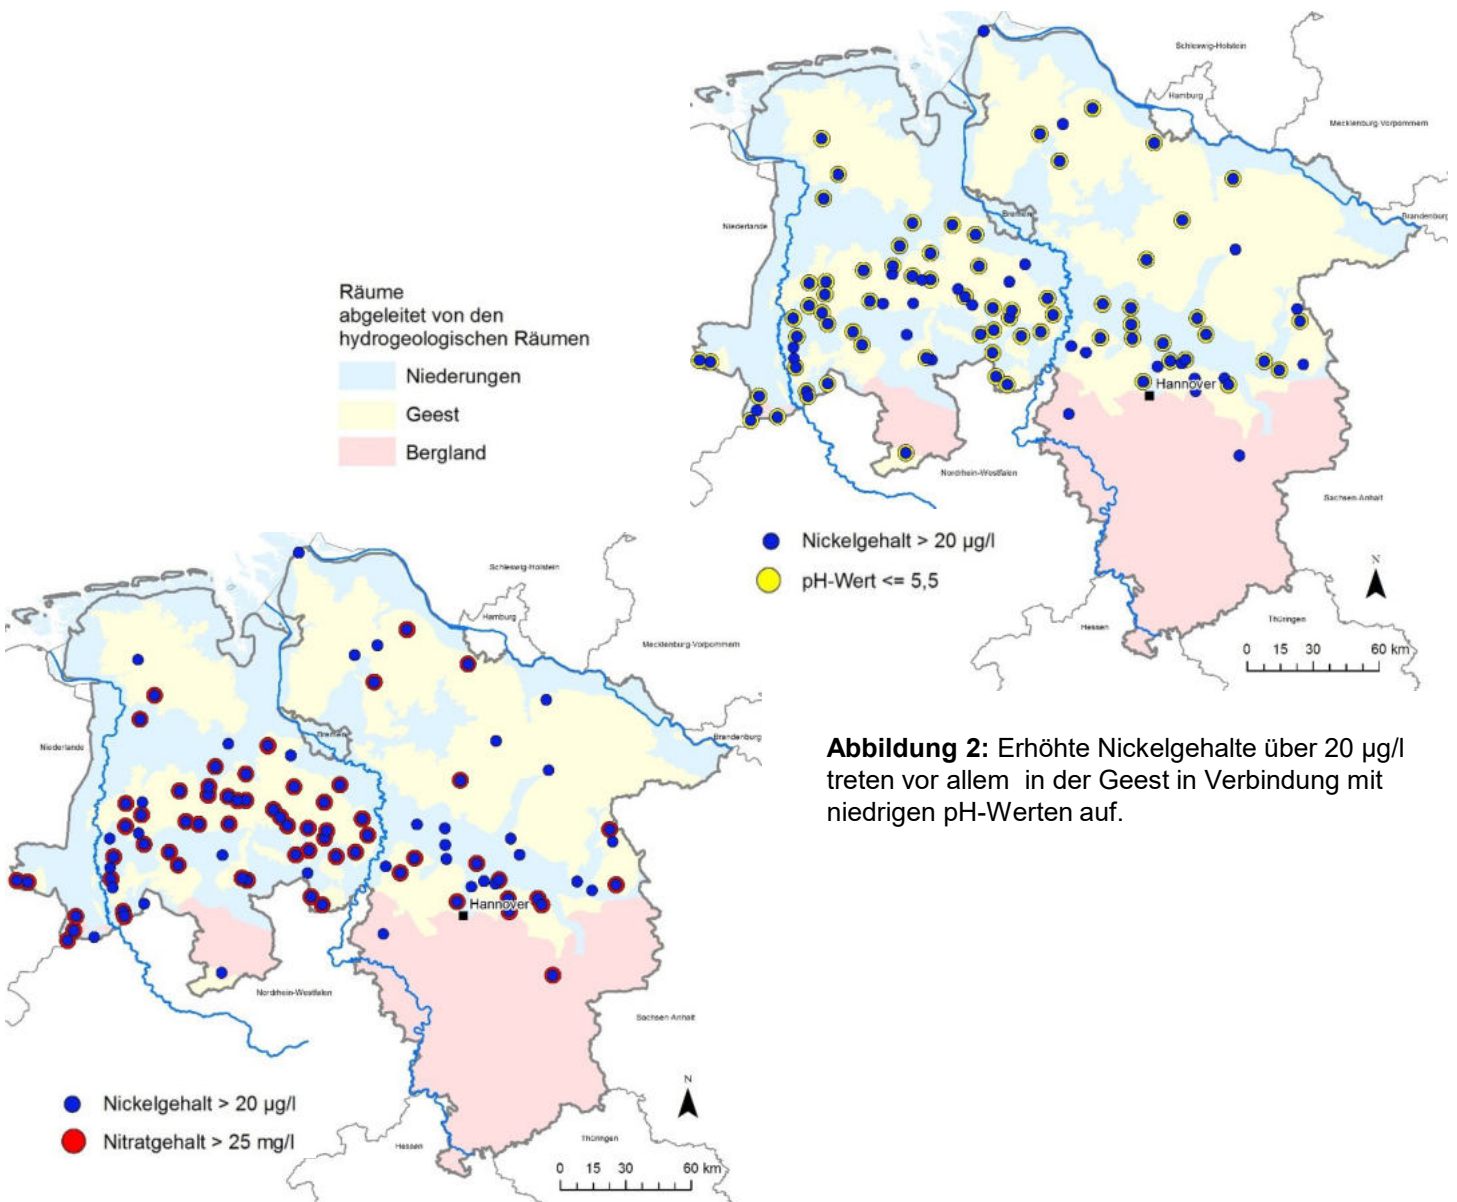 Schleswig-Holstein
Hamburg
Mecklenburg-Vorpommern
Niederlande
Bremen
Brandenburg
Hannover
Nordrhein-Westfalen
Sachsen-Anhalt
Hessen
Thüringen
N
0 15 30 60 km
Nickelgehalt > 20 µg/l
pH-Wert <= 5,5
Räume
abgeleitet von den
hydrogeologischen Räumen
Niederungen
Geest
Bergland
Schleswig-Holstein
Hamburg
Mecklenburg-Vorpommern
Niederlande
Bremen
Brandenburg
Hannover
Nordrhein-Westfalen
Sachsen-Anhalt
Hessen
Thüringen
N
0 15 30 60 km
Nickelgehalt > 20 µg/l
Nitratgehalt > 25 mg/l
Abbildung 2: Erhöhte Nickelgehalte über 20 µg/l
treten vor allem in der Geest in Verbindung mit
niedrigen pH-Werten auf.